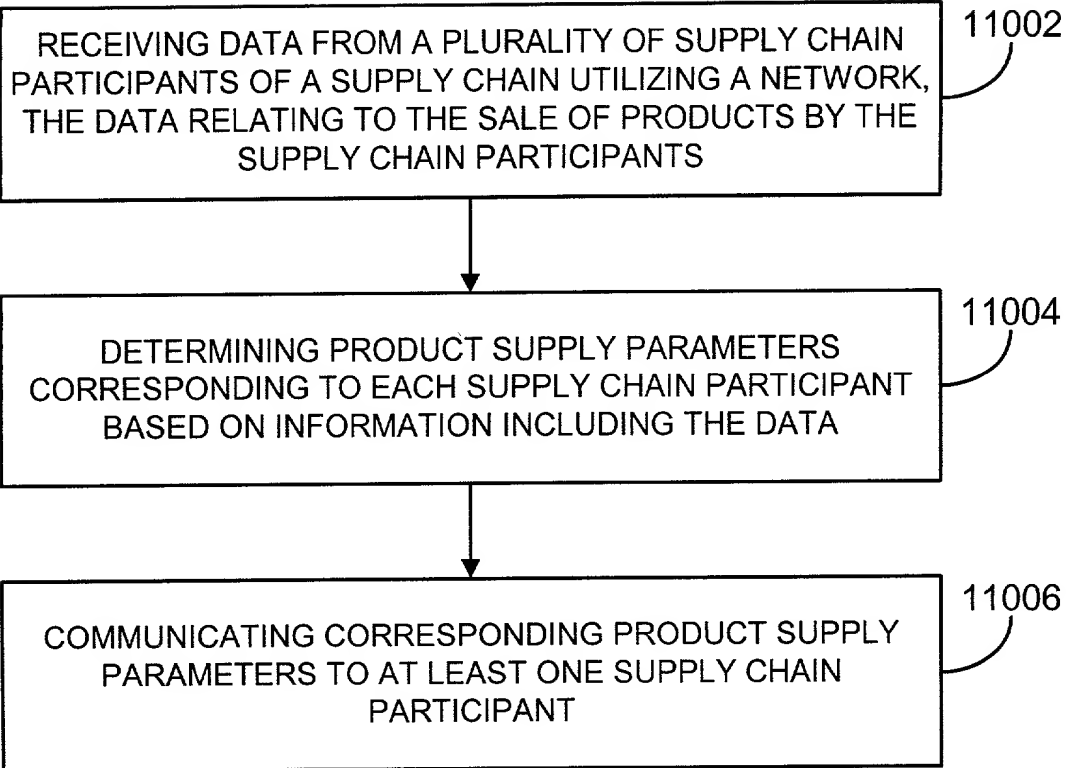 11002
RECEIVING DATA FROM A PLURALITY OF SUPPLY CHAIN
PARTICIPANTS OF A SUPPLY CHAIN UTILIZING A NETWORK,
THE DATA RELATING TO THE SALE OF PRODUCTS BY THE
SUPPLY CHAIN PARTICIPANTS
11004
DETERMINING PRODUCT SUPPLY PARAMETERS
CORRESPONDING TO EACH SUPPLY CHAIN PARTICIPANT
BASED ON INFORMATION INCLUDING THE DATA
11006
COMMUNICATING CORRESPONDING PRODUCT SUPPLY
PARAMETERS TO AT LEAST ONE SUPPLY CHAIN
PARTICIPANT